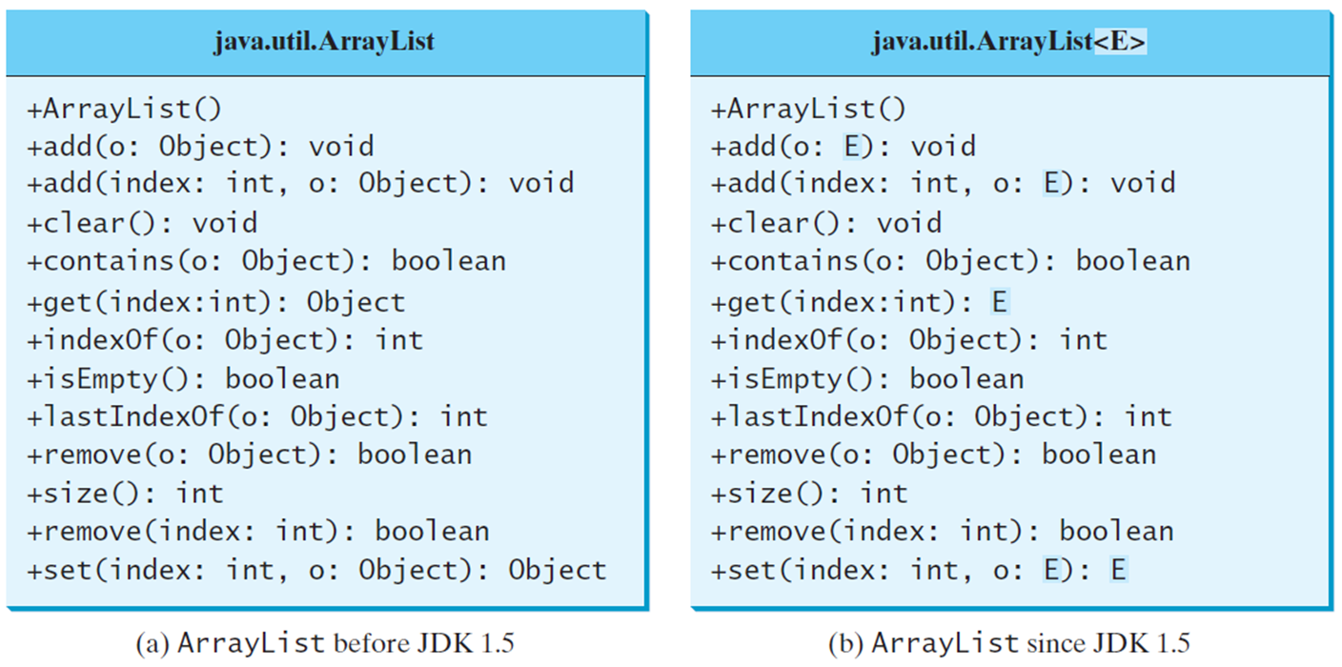 java.util.ArrayList
+ArrayList()
+add(o: Object): void
+add(index: int, o: Object): void
+clear(): void
+contains(o: Object): boolean
+get(index:int): Object
+indexOf(o: Object): int
+isEmpty(): boolean
+lastIndexOf(o: Object): int
+remove(o: Object): boolean
+size(): int
+remove(index: int): boolean
+set(index: int, o: Object): Object
(a) ArrayList before JDK 1.5
java.util.ArrayList<E>
+ArrayList()
+add(o: E): void
+add(index: int, o: E): void
+clear(): void
+contains(o: Object): boolean
+get(index:int): E
+indexOf(o: Object): int
+isEmpty(): boolean
+lastIndexOf(o: Object): int
+remove(o: Object): boolean
+size(): int
+remove(index: int): boolean
+set(index: int, o: E): E
(b) ArrayList since JDK 1.5